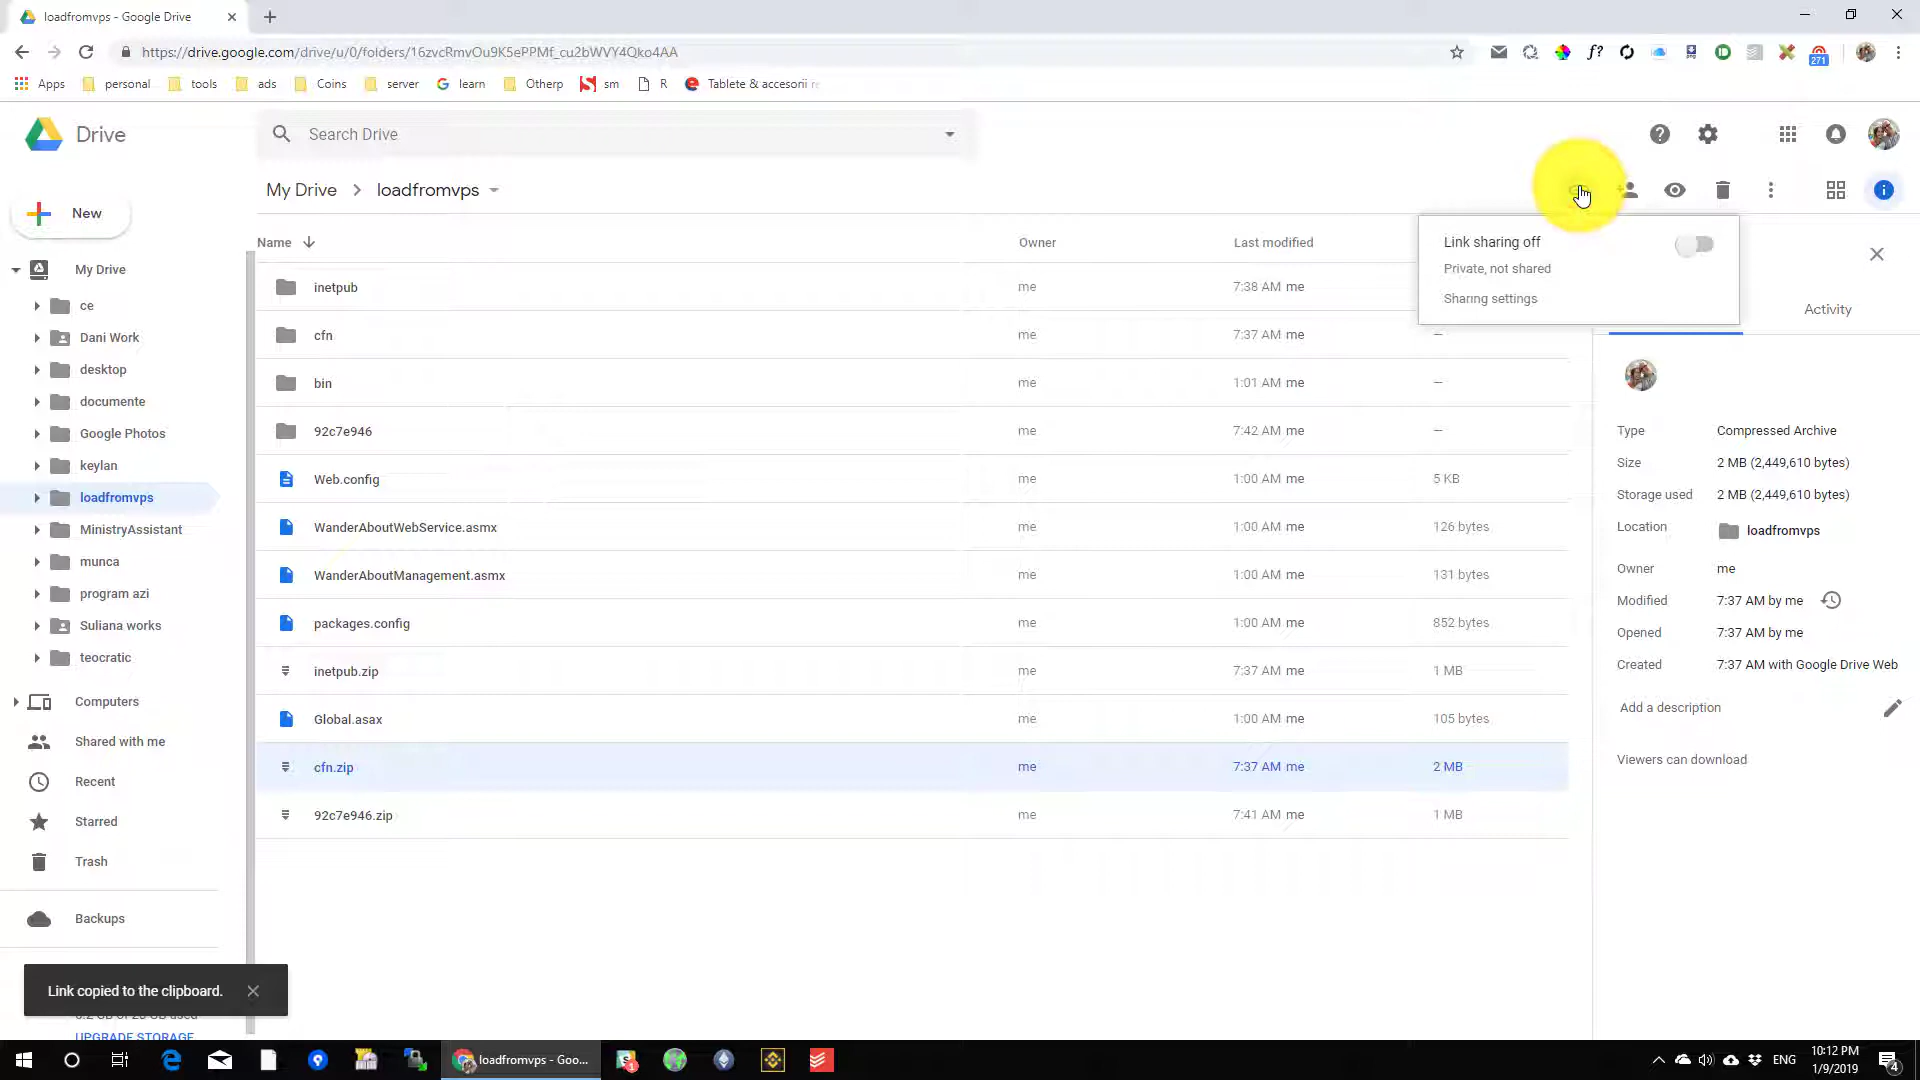 loadfromvps - Google Drive
https://drive.google.com/drive/u/0/folders/16zvcRmvOu9K5ePPMf_cu2bWVY4Qko4AA
f?
271
Apps personal tools ads Coins server learn Otherp sm R Tablete & accesorii
Drive
Search Drive
My Drive > loadfromvps
New
Name Owner Last modified
Link sharing off
Private, not shared
Sharing settings
Activity
My Drive
ce
Dani Work
desktop
documente
Google Photos
keylan
loadfromvps
MinistryAssistant
munca
program azi
Suliana works
teocratic
Computers
Shared with me
Recent
Starred
Trash
Backups
UPGRADE STORAGE
inetpub me 7:38 AM me
cfn me 7:37 AM me —
bin me 1:01 AM me —
92c7e946 me 7:42 AM me —
Web.config me 1:00 AM me 5 KB
WanderAboutWebService.asmx me 1:00 AM me 126 bytes
WanderAboutManagement.asmx me 1:00 AM me 131 bytes
packages.config me 1:00 AM me 852 bytes
inetpub.zip me 7:37 AM me 1 MB
Global.asax me 1:00 AM me 105 bytes
cfn.zip me 7:37 AM me 2 MB
92c7e946.zip me 7:41 AM me 1 MB
Type Compressed Archive
Size 2 MB (2,449,610 bytes)
Storage used 2 MB (2,449,610 bytes)
Location loadfromvps
Owner me
Modified 7:37 AM by me
Opened 7:37 AM by me
Created 7:37 AM with Google Drive Web
Add a description
Viewers can download
Link copied to the clipboard.
loadfromvps - Goo...
1
ENG
10:12 PM
1/9/2019
4